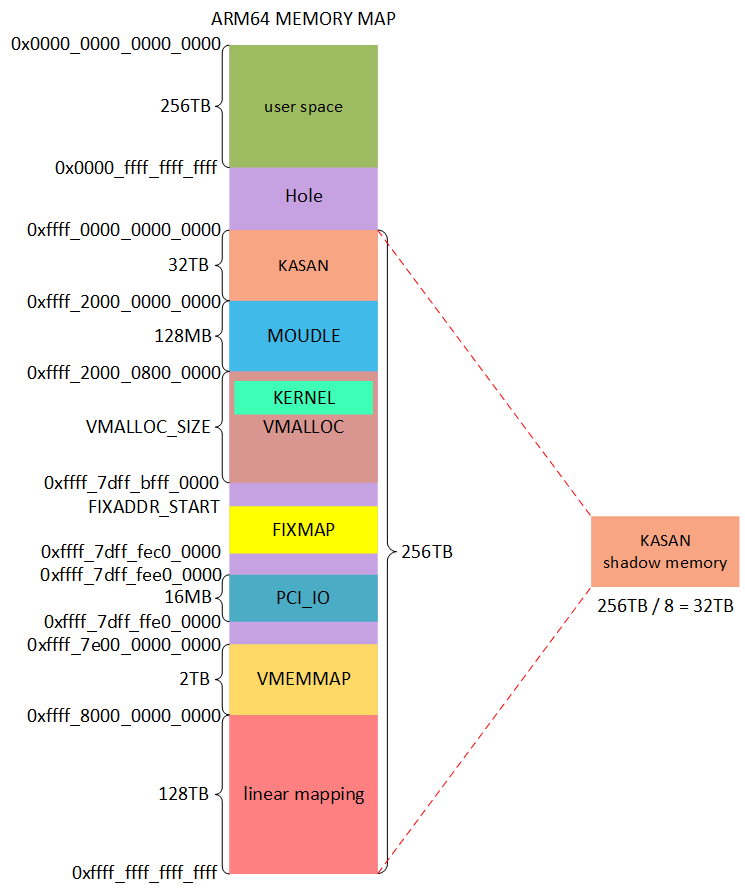 ARM64 MEMORY MAP
0x0000_0000_0000_0000
256TB
user space
0x0000_ffff_ffff_ffff
Hole
0xffff_0000_0000_0000
32TB
KASAN
0xffff_2000_0000_0000
128MB
MOUDLE
0xffff_2000_0800_0000
KERNEL
VMALLOC_SIZE
VMALLOC
0xffff_7dff_bfff_0000
FIXADDR_START
FIXMAP
0xffff_7dff_fec0_0000
256TB
KASAN
shadow memory
256TB / 8 = 32TB
0xffff_7dff_fee0_0000
16MB
PCI_IO
0xffff_7dff_ffe0_0000
0xffff_7e00_0000_0000
2TB
VMEMMAP
0xffff_8000_0000_0000
128TB
linear mapping
0xffff_ffff_ffff_ffff